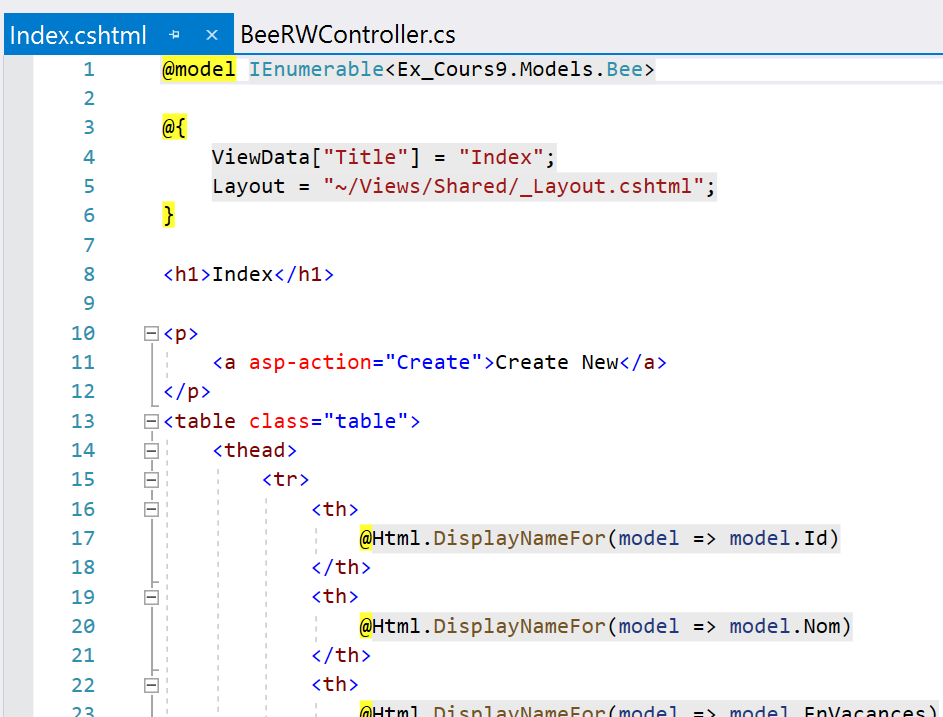 Index.cshtml BeeRWController.cs
1 @model IEnumerable<Ex_Cours9.Models.Bee>
2
3 @{
4 ViewData["Title"] = "Index";
5 Layout = "~/Views/Shared/_Layout.cshtml";
6 }
7
8 <h1>Index</h1>
9
10 <p>
11 <a asp-action="Create">Create New</a>
12 </p>
13 <table class="table">
14 <thead>
15 <tr>
16 <th>
17 @Html.DisplayNameFor(model => model.Id)
18 </th>
19 <th>
20 @Html.DisplayNameFor(model => model.Nom)
21 </th>
22 <th>
23 @Html.DisplayNameFor(model => model.EnVacances)